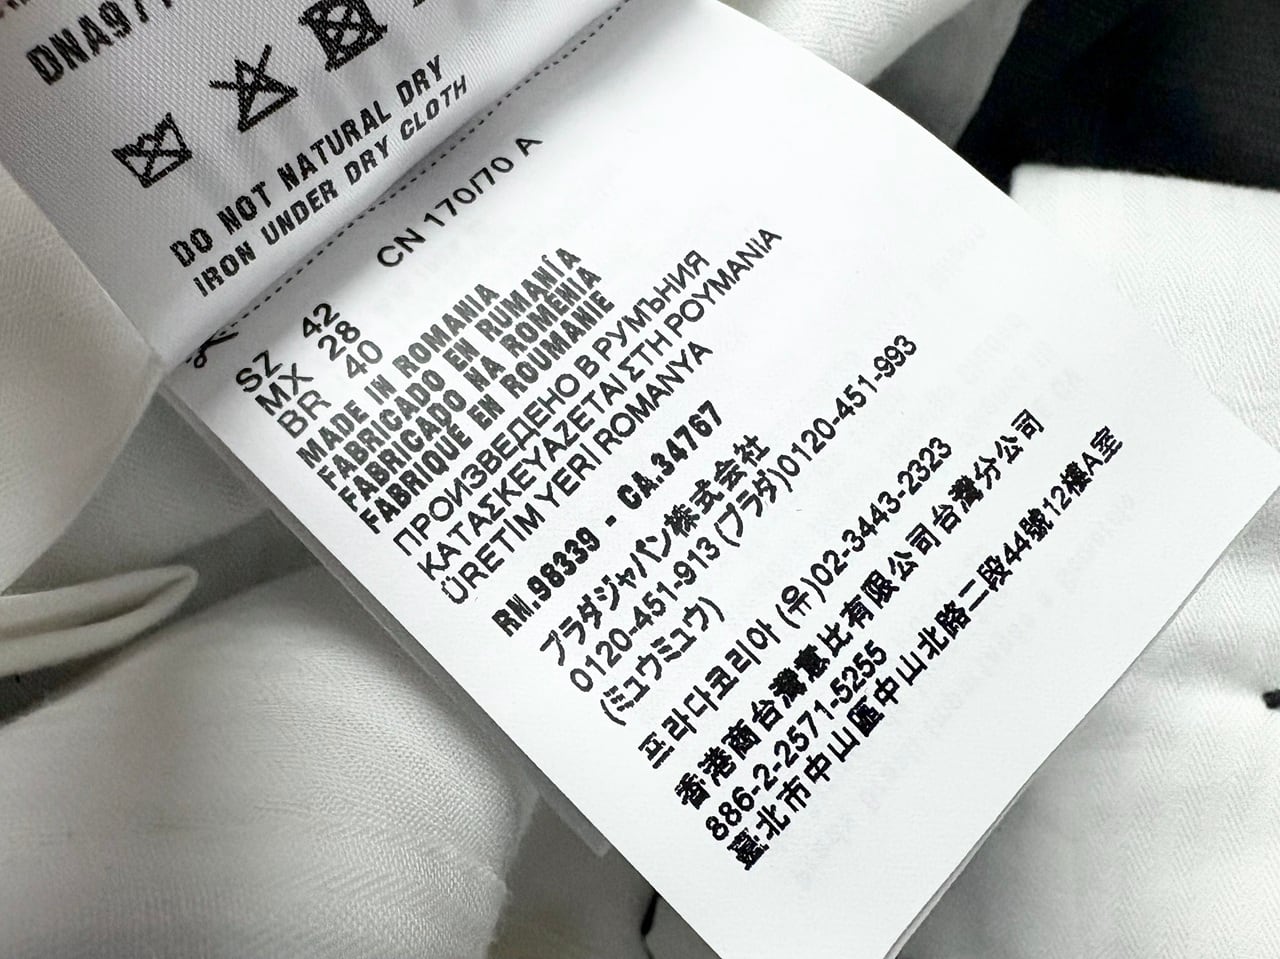 DNA97
DO NOT NATURAL DRY
IRON UNDER DRY CLOTH
CN 170/70 A
SZ 42
MX 28
BR 40
MADE IN ROMANIA
FABRICADO EN RUMANÍA
FABRICADO NA ROMÉNIA
FABRIQUÉ EN ROUMANIE
ПРОИЗВЕДЕНО В РУМЪНИЯ
ΚΑΤΑΣΚΕΥΑΖΕΤΑΙ ΣΤΗ ΡΟΥΜΑΝΙΑ
ÜRETİM YERİ ROMANYA
RM.98339 - CA.34767
プラダジャパン株式会社
0120-451-913 (プラダ)0120-451-993
(ミュウミュウ)
프라다코리아 (유)02-3443-2323
香港商台灣意比有限公司台灣分公司
886-2-2571-5255
臺北市中山區中山北路二段44號12樓A室